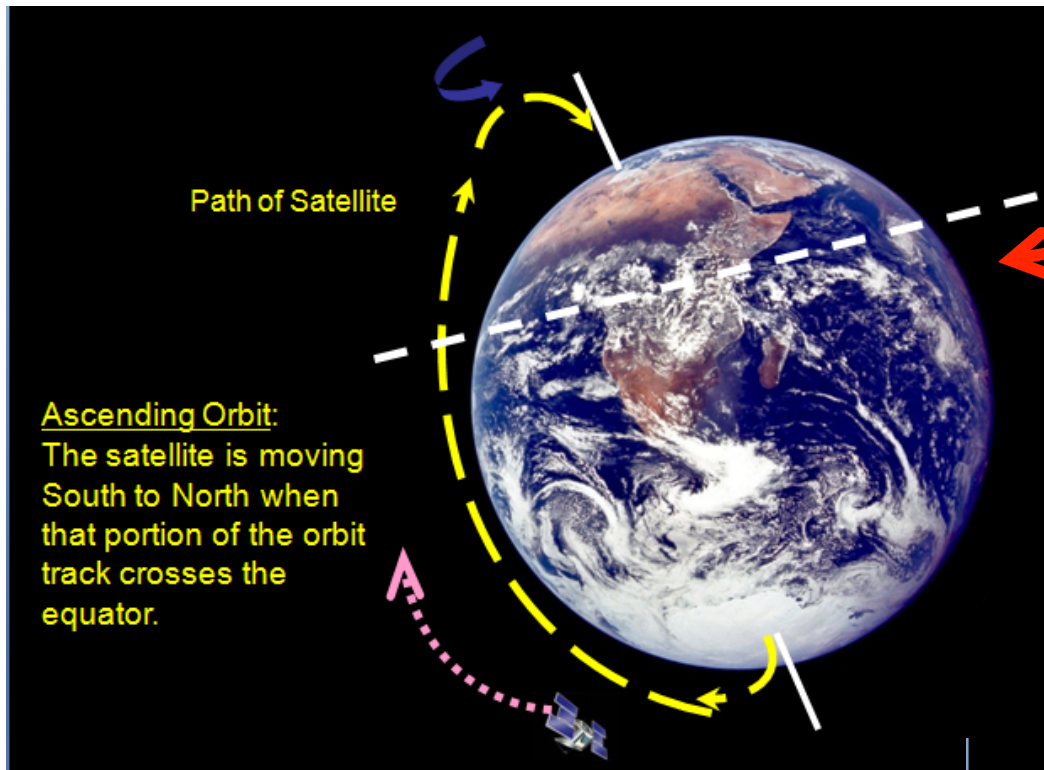 Path of Satellite
Ascending Orbit:
The satellite is moving
South to North when
that portion of the orbit
track crosses the
equator.